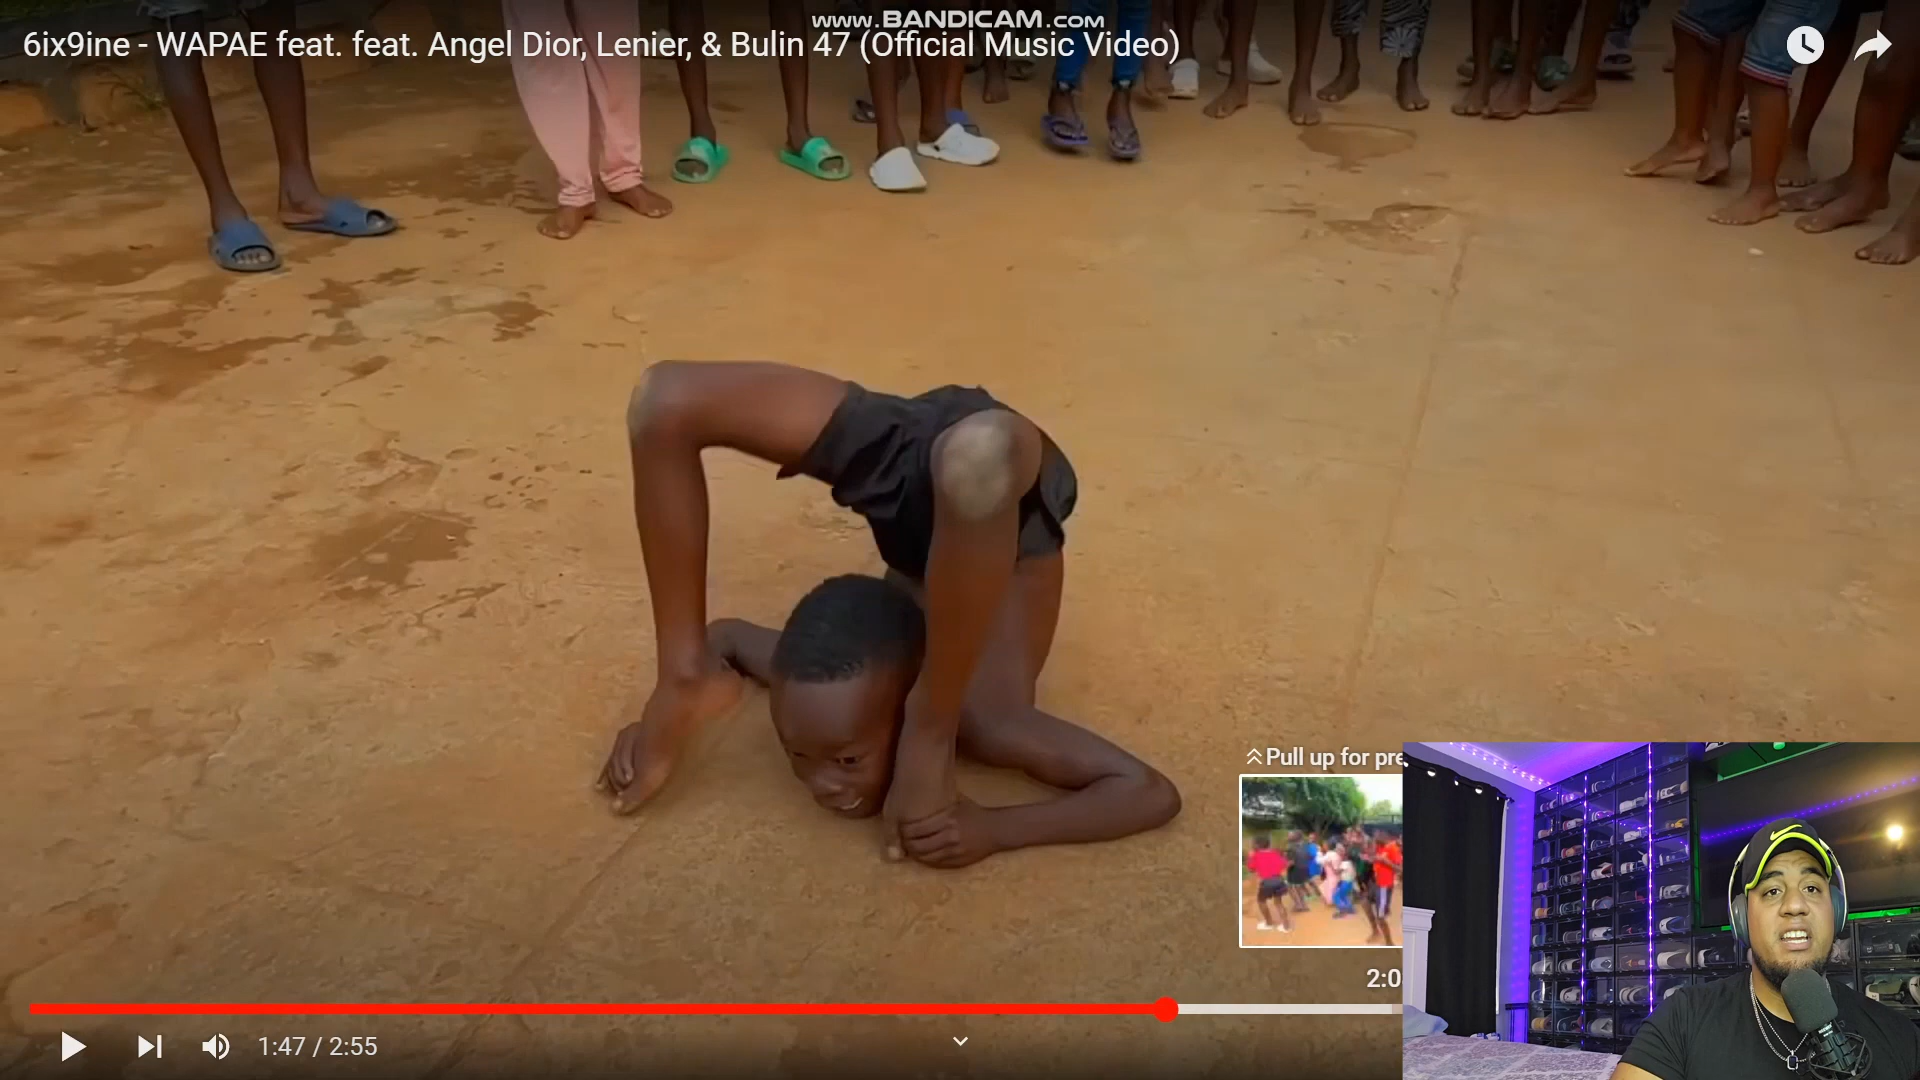 www.BANDICAM.com
6ix9ine - WAPAE feat. feat. Angel Dior, Lenier, & Bulin 47 (Official Music Video)
Pull up for pre
2:0
1:47 / 2:55